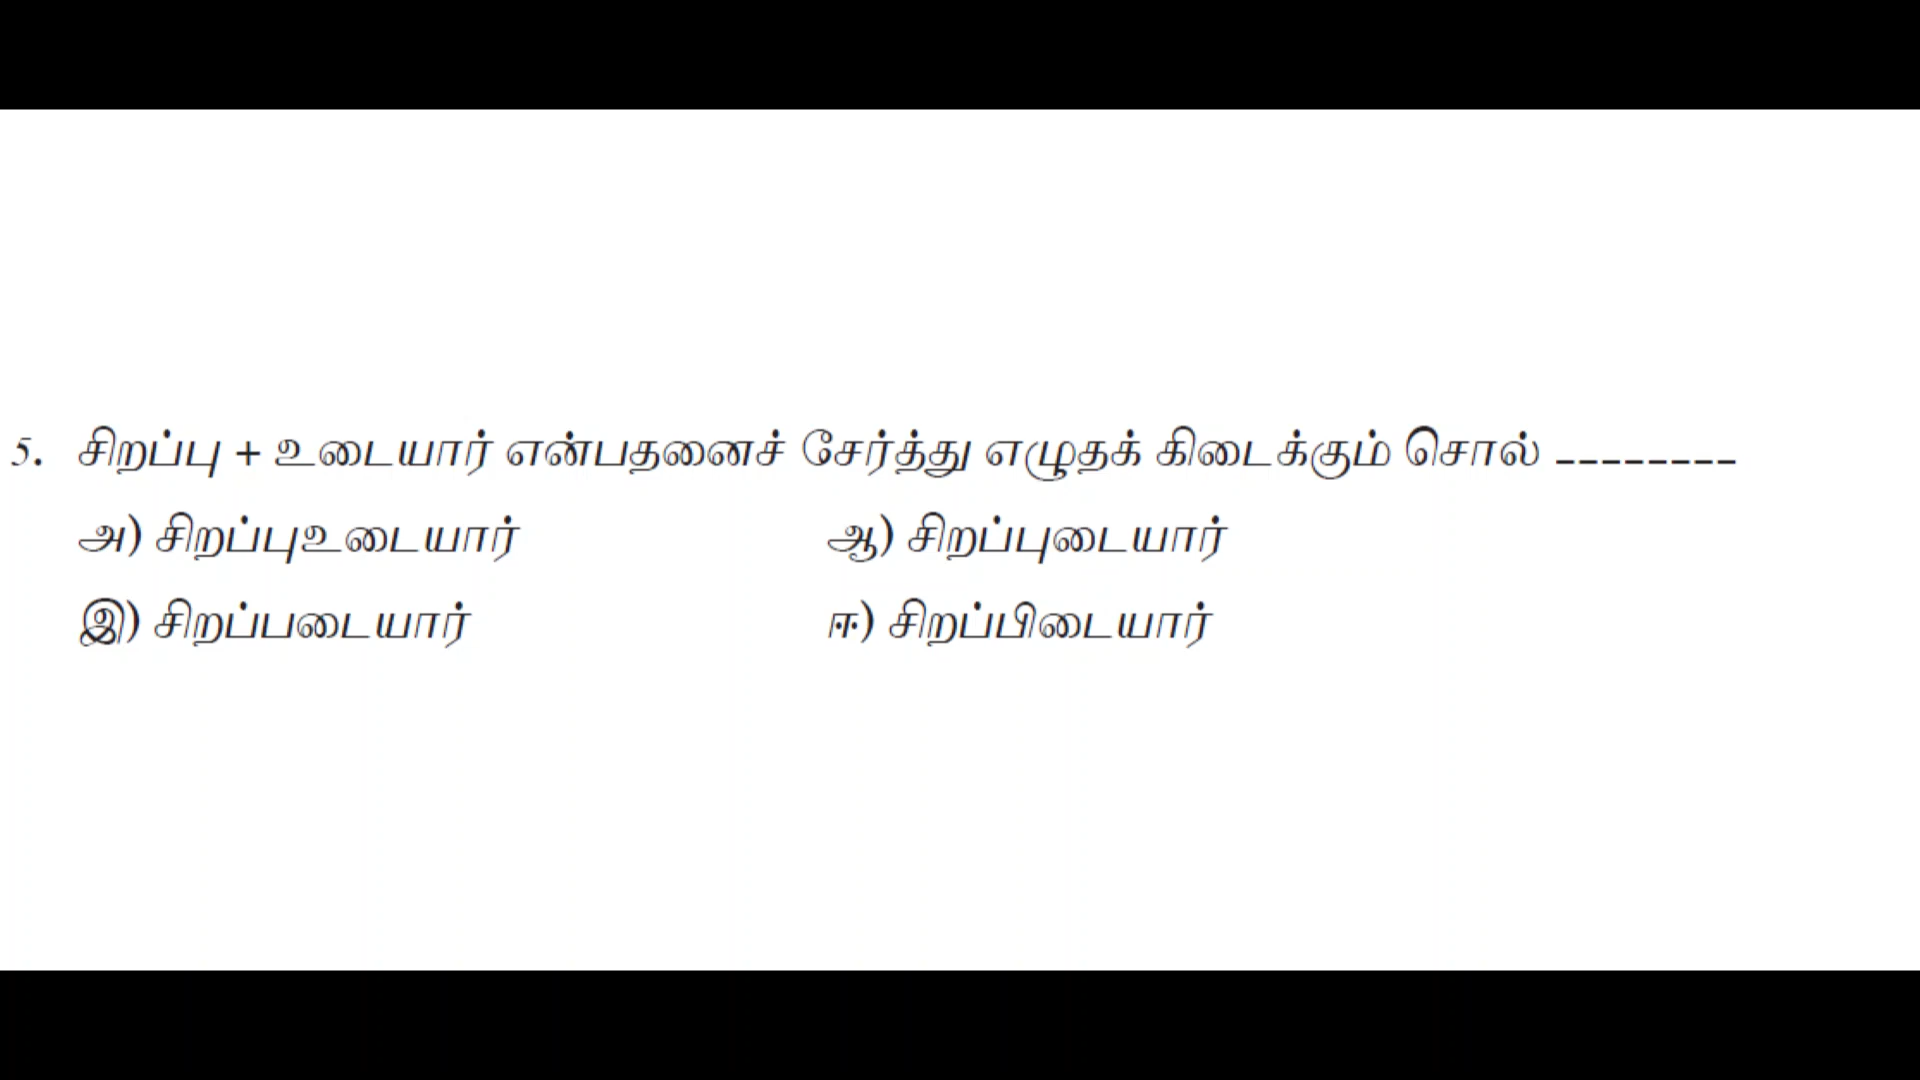 5. சிறப்பு + உடையார் என்பதனைச் சேர்த்து எழுதக் கிடைக்கும் சொல் --------
அ) சிறப்புஉடையார் ஆ) சிறப்புடையார்
இ) சிறப்படையார் ஈ) சிறப்பிடையார்